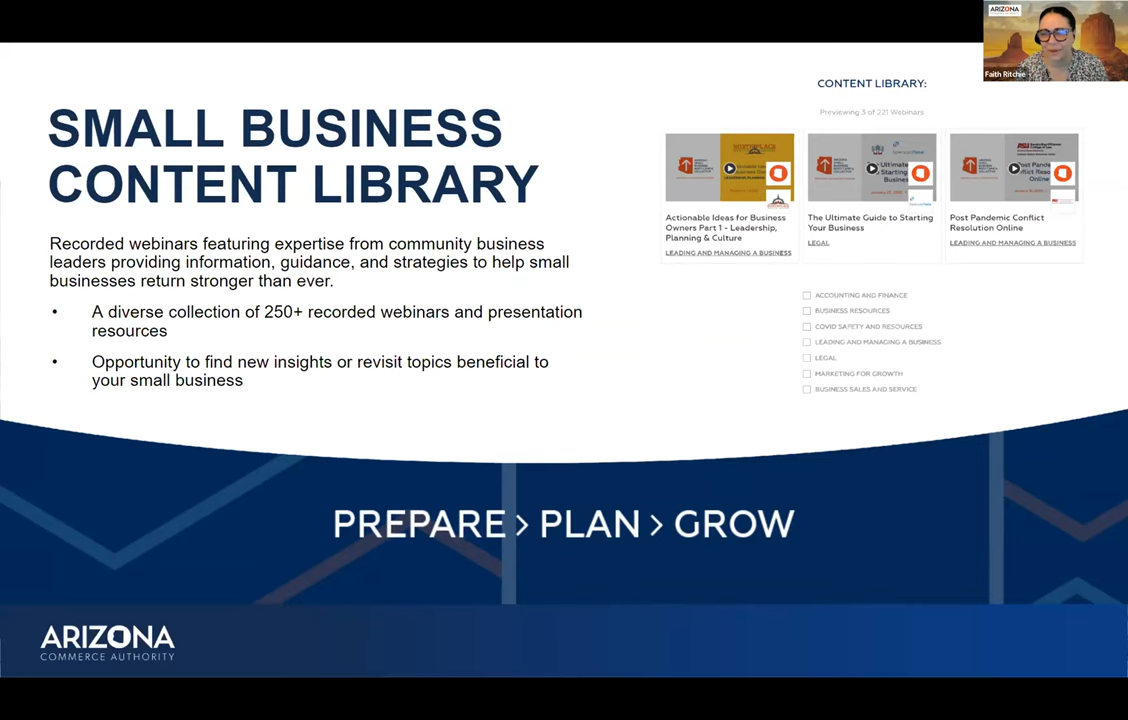 ARIZONA
Faith Ritchie
SMALL BUSINESS
CONTENT LIBRARY
Recorded webinars featuring expertise from community business
leaders providing information, guidance, and strategies to help small
businesses return stronger than ever.
• A diverse collection of 250+ recorded webinars and presentation
resources
• Opportunity to find new insights or revisit topics beneficial to
your small business
CONTENT LIBRARY:
Previewing 3 of 221 Webinars
Actionable Ideas for Business
Owners Part 1 - Leadership,
Planning & Culture
LEADING AND MANAGING A BUSINESS
The Ultimate Guide to Starting
Your Business
LEGAL
Post Pandemic Conflict
Resolution Online
LEADING AND MANAGING A BUSINESS
ACCOUNTING AND FINANCE
BUSINESS RESOURCES
COVID SAFETY AND RESOURCES
LEADING AND MANAGING A BUSINESS
LEGAL
MARKETING FOR GROWTH
BUSINESS SALES AND SERVICE
PREPARE > PLAN > GROW
ARIZONA
COMMERCE AUTHORITY